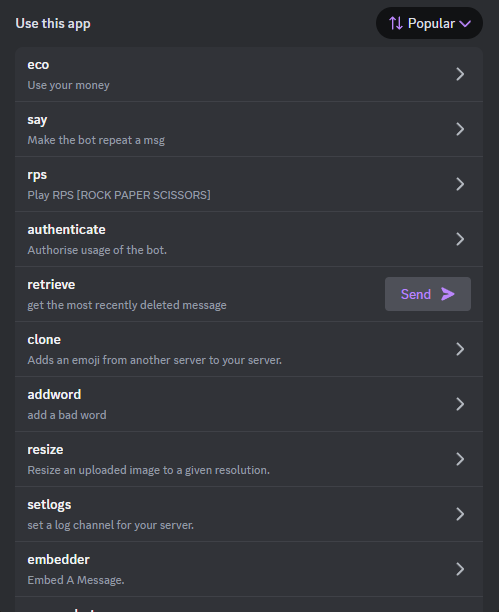 Use this app
Popular
eco
Use your money
say
Make the bot repeat a msg
rps
Play RPS [ROCK PAPER SCISSORS]
authenticate
Authorise usage of the bot.
retrieve
get the most recently deleted message
Send
clone
Adds an emoji from another server to your server.
addword
add a bad word
resize
Resize an uploaded image to a given resolution.
setlogs
set a log channel for your server.
embedder
Embed A Message.